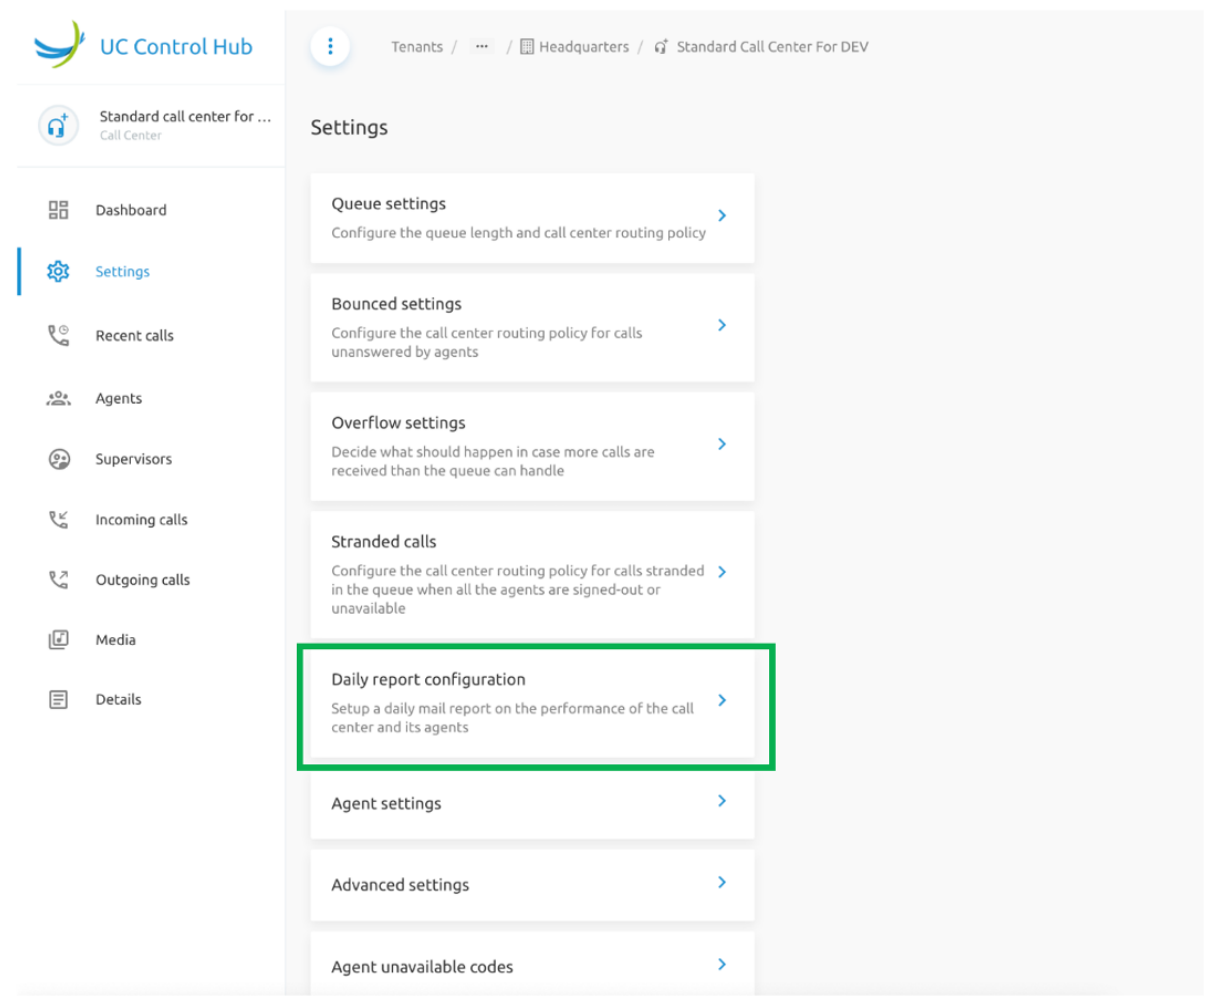 UC Control Hub
Tenants / ... / Headquarters / Standard Call Center For DEV
Standard call center for ...
Call Center
Settings
Dashboard
Settings
Recent calls
Agents
Supervisors
Incoming calls
Outgoing calls
Media
Details
Queue settings
Configure the queue length and call center routing policy
Bounced settings
Configure the call center routing policy for calls
unanswered by agents
Overflow settings
Decide what should happen in case more calls are
received than the queue can handle
Stranded calls
Configure the call center routing policy for calls stranded
in the queue when all the agents are signed-out or
unavailable
Daily report configuration
Setup a daily mail report on the performance of the call
center and its agents
Agent settings
Advanced settings
Agent unavailable codes